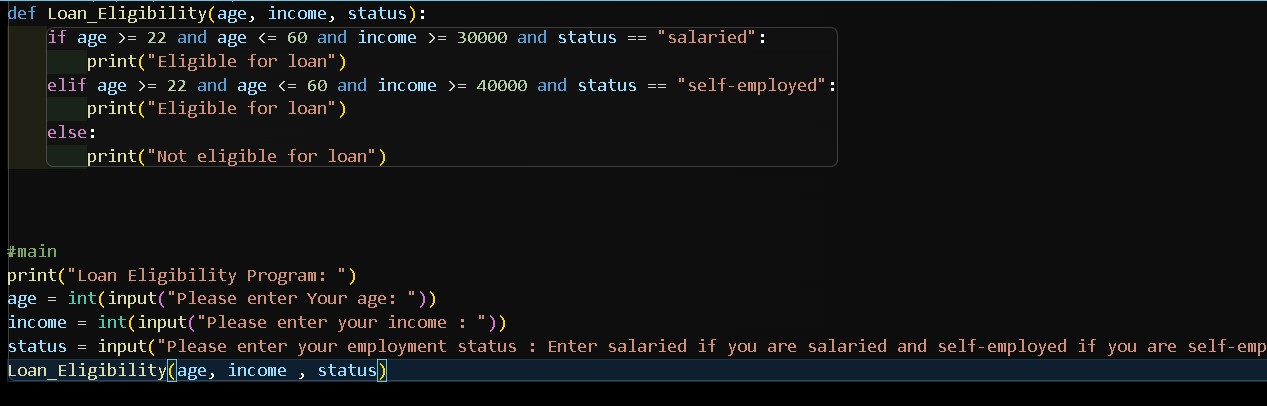 def Loan_Eligibility(age, income, status):
    if age >= 22 and age <= 60 and income >= 30000 and status == "salaried":
        print("Eligible for loan")
    elif age >= 22 and age <= 60 and income >= 40000 and status == "self-employed":
        print("Eligible for loan")
    else:
        print("Not eligible for loan")
#main
print("Loan Eligibility Program: ")
age = int(input("Please enter Your age: "))
income = int(input("Please enter your income : "))
status = input("Please enter your employment status : Enter salaried if you are salaried and self-employed if you are self-emp
Loan_Eligibility(age, income , status)